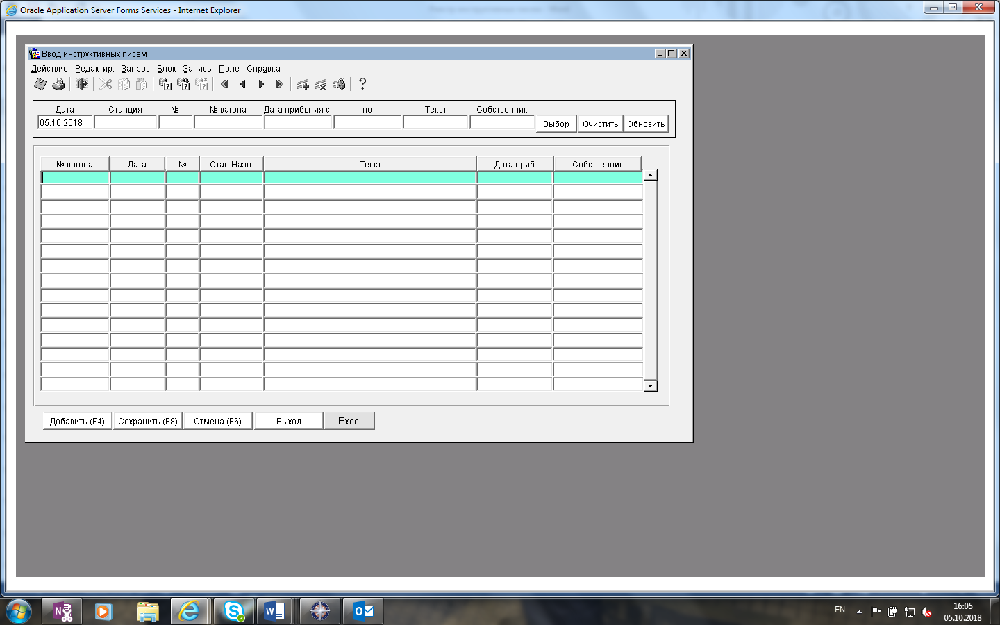 Oracle Application Server Forms Services - Internet Explorer
Ввод инструктивных писем
Действие Редактир. Запрос Блок Запись Поле Справка
Дата Станция № № вагона Дата прибытия с по Текст Собственник
05.10.2018 Выбор Очистить Обновить
№ вагона Дата № Стан.Назн. Текст Дата приб. Собственник
Добавить (F4) Сохранить (F8) Отмена (F6) Выход Excel
EN 16:05
05.10.2018